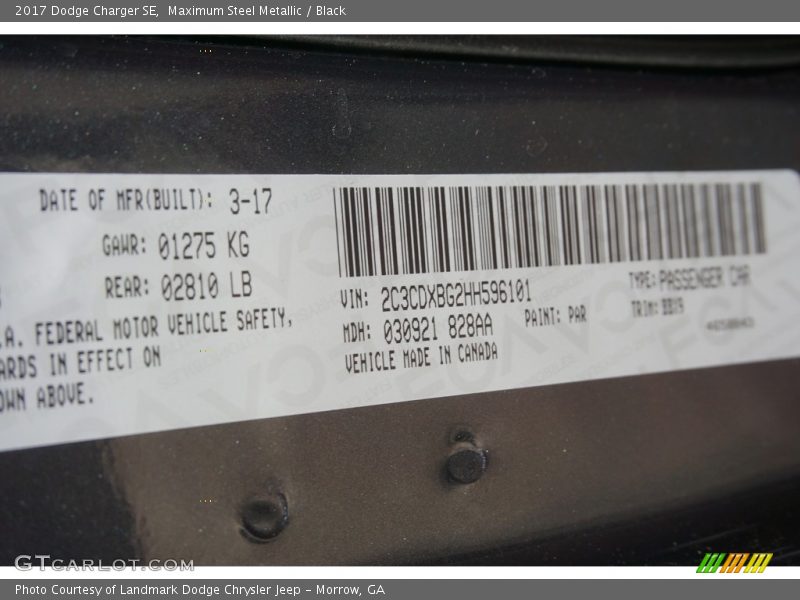 2017 Dodge Charger SE,  Maximum Steel Metallic / Black
DATE OF MFR(BUILT): 3-17
GAWR: 01275 KG
REAR: 02810 LB
.A. FEDERAL MOTOR VEHICLE SAFETY,
ARDS IN EFFECT ON
OWN ABOVE.
VIN: 2C3CDXBG2HH596101
TYPE: PASSENGER CAR
MDH: 030921 828AA
PAINT: PAR
TRIM: BBX9
VEHICLE MADE IN CANADA
GTCARLOT.COM
Photo Courtesy of Landmark Dodge Chrysler Jeep – Morrow, GA